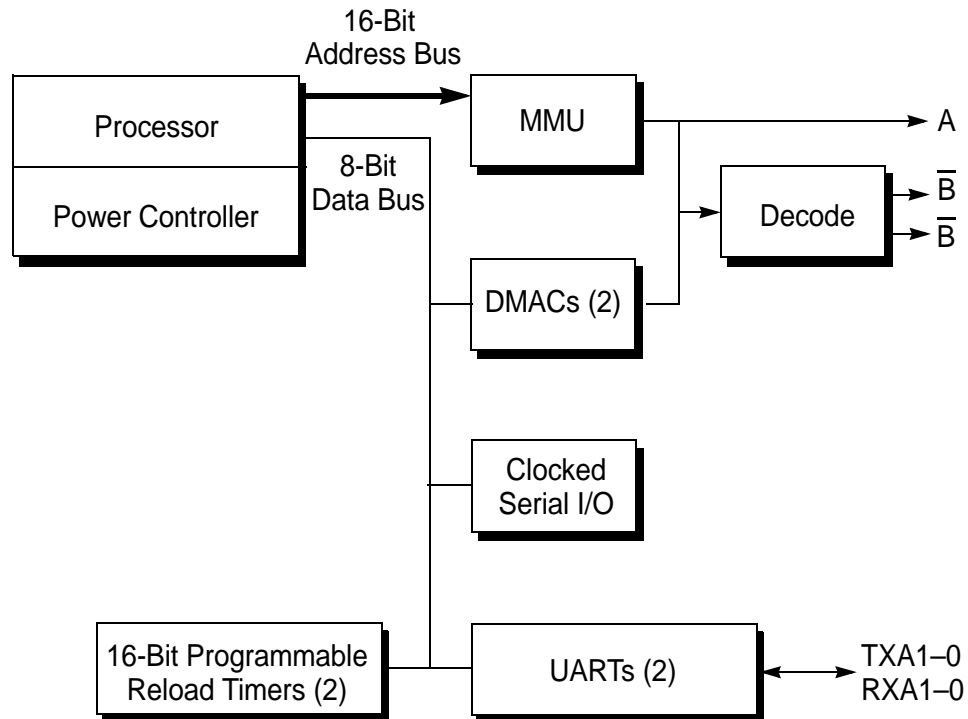 16-Bit
Address Bus
Processor
MMU
A
8-Bit
Data Bus
Power Controller
Decode
B̅
B̅
DMACs (2)
Clocked
Serial I/O
16-Bit Programmable
Reload Timers (2)
UARTs (2)
TXA1–0
RXA1–0